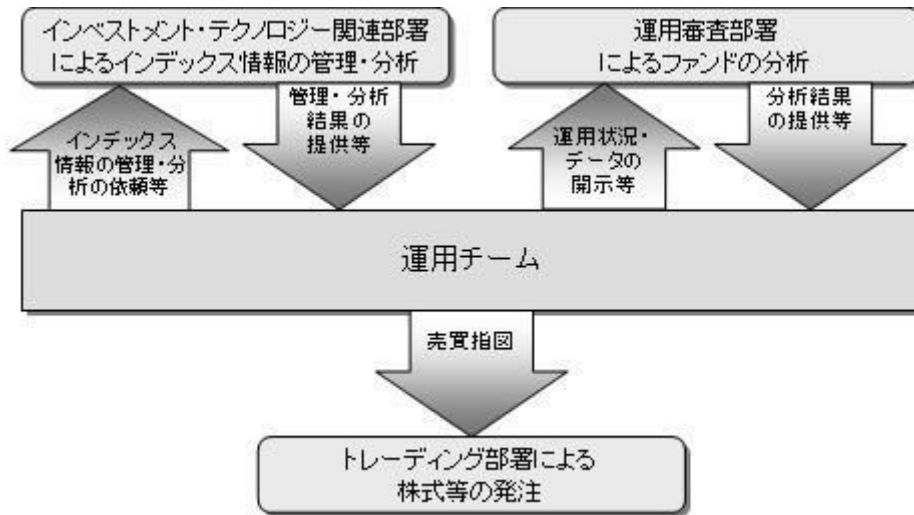 インベストメント・テクノロジー関連部署
によるインデックス情報の管理・分析
運用審査部署
によるファンドの分析
インデックス
情報の管理・分
析の依頼等
管理・分析
結果の
提供等
運用状況・
データの
開示等
分析結果
の提供等
運用チーム
売買指図
トレーディング部署による
株式等の発注